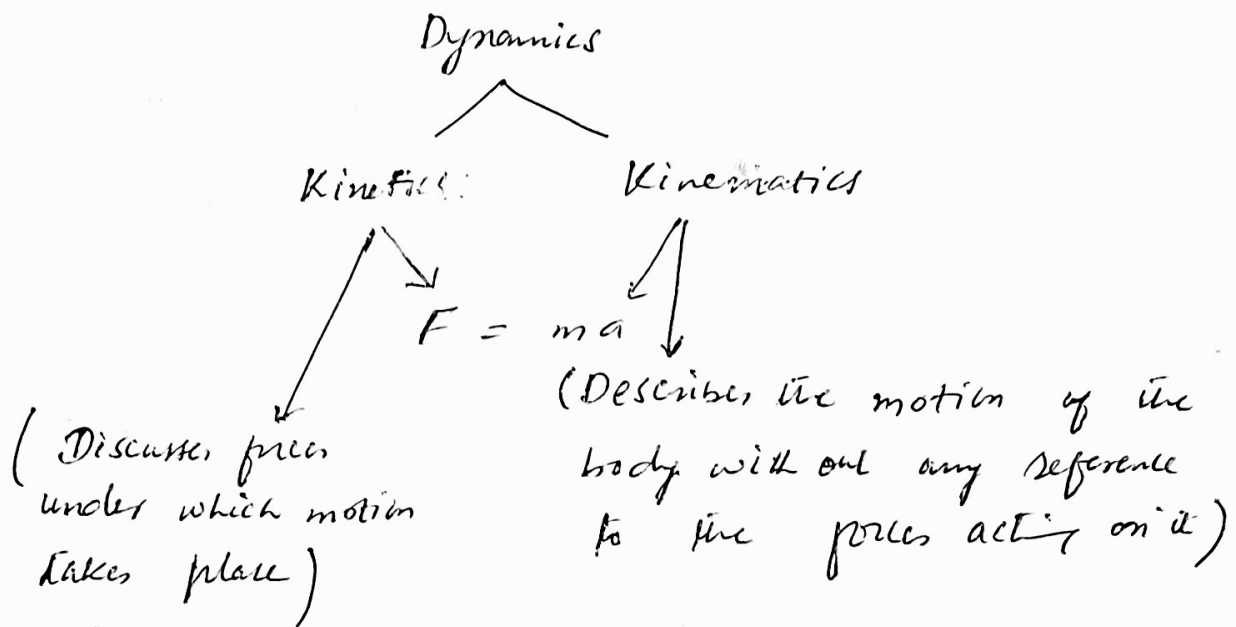 Dynamics
Kinetics: Kinematics
F = ma
(Discusses forces
under which motion
takes place)
(Describes the motion of the
body with out any reference
to the forces acting on it)